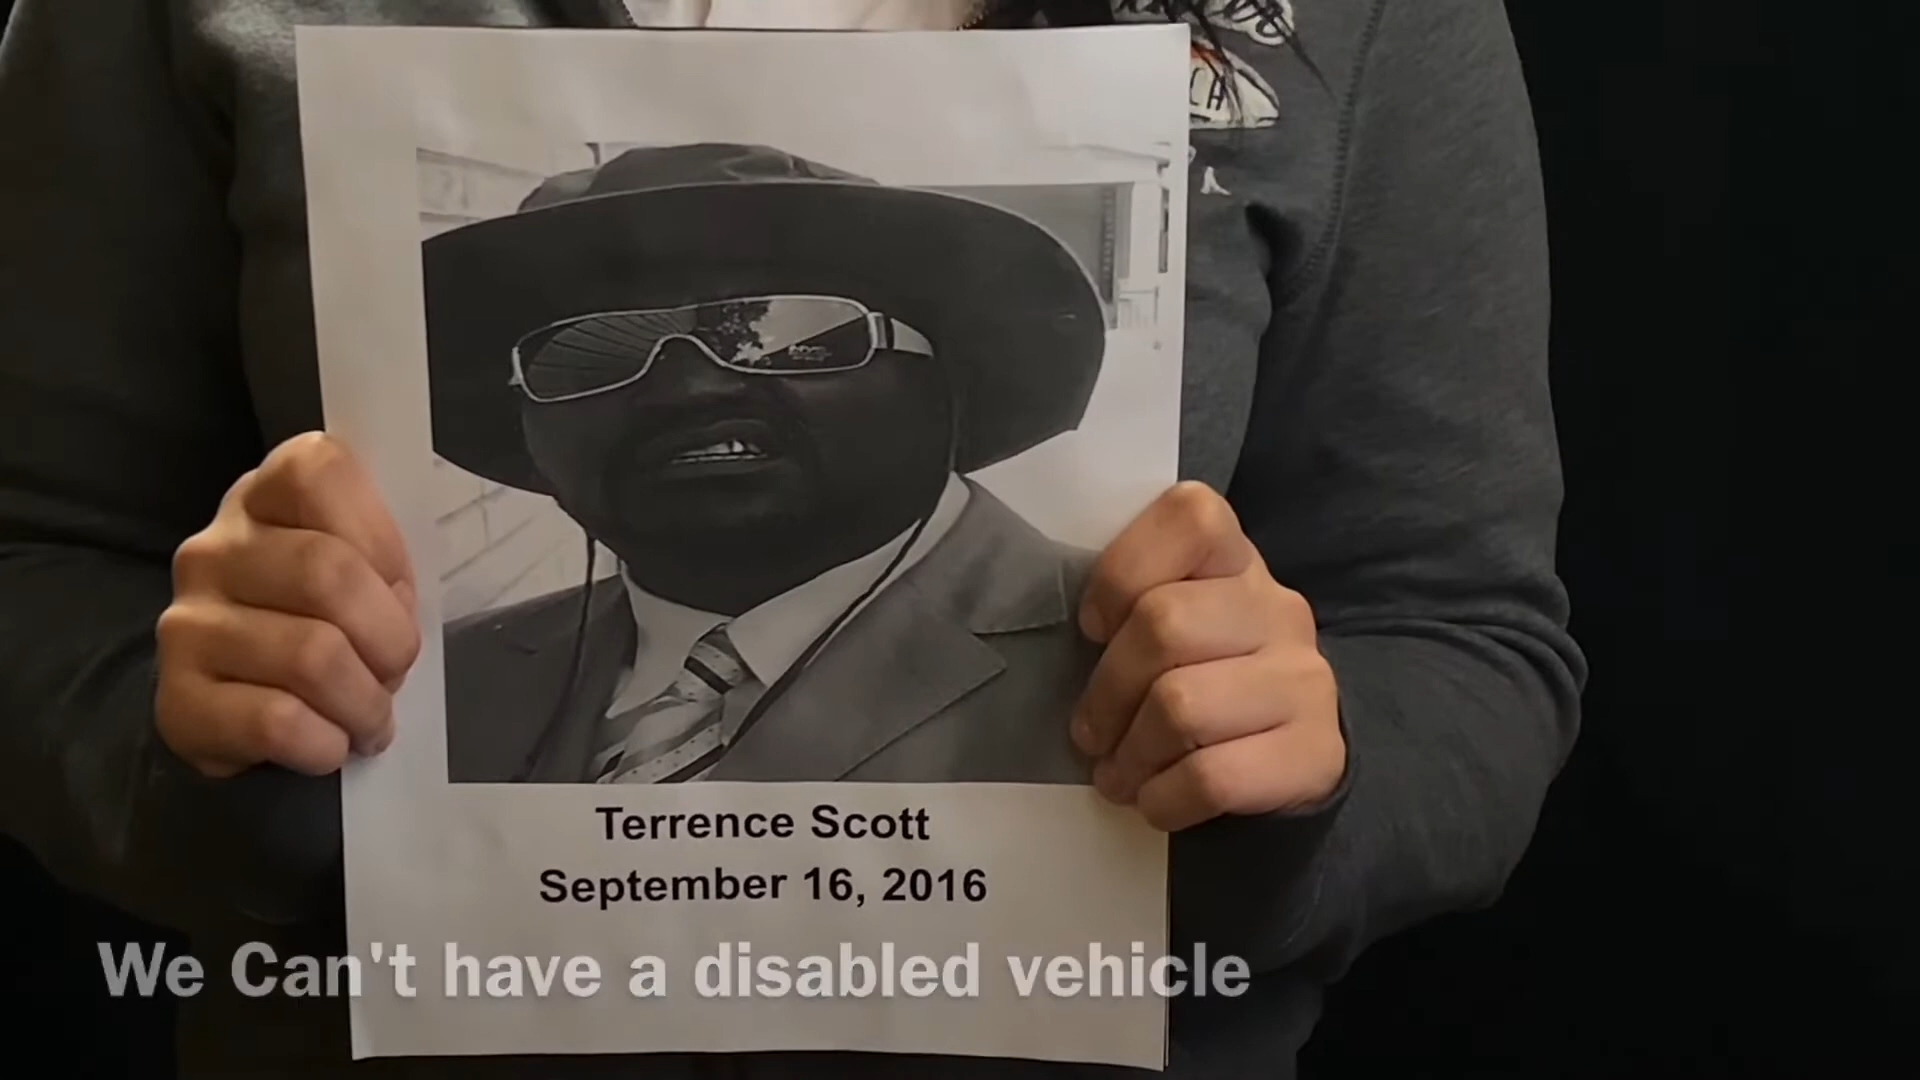 Terrence Scott
September 16, 2016
We Can't have a disabled vehicle